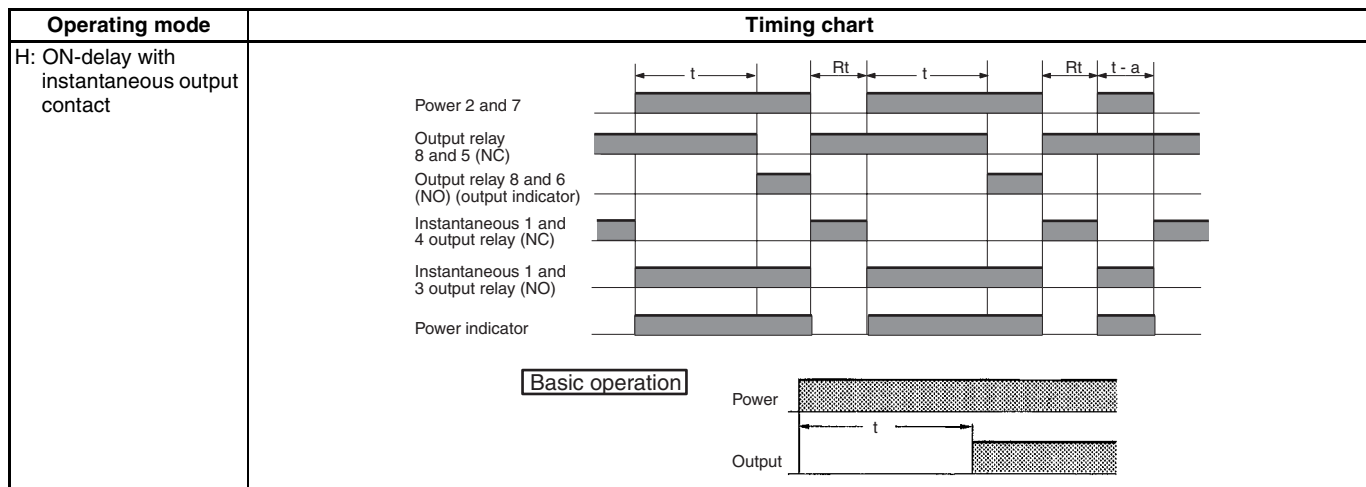 Operating mode
Timing chart
H: ON-delay with
instantaneous output
contact
t
Rt
t
Rt
t - a
Power 2 and 7
Output relay
8 and 5 (NC)
Output relay 8 and 6
(NO) (output indicator)
Instantaneous 1 and
4 output relay (NC)
Instantaneous 1 and
3 output relay (NO)
Power indicator
Basic operation
Power
t
Output